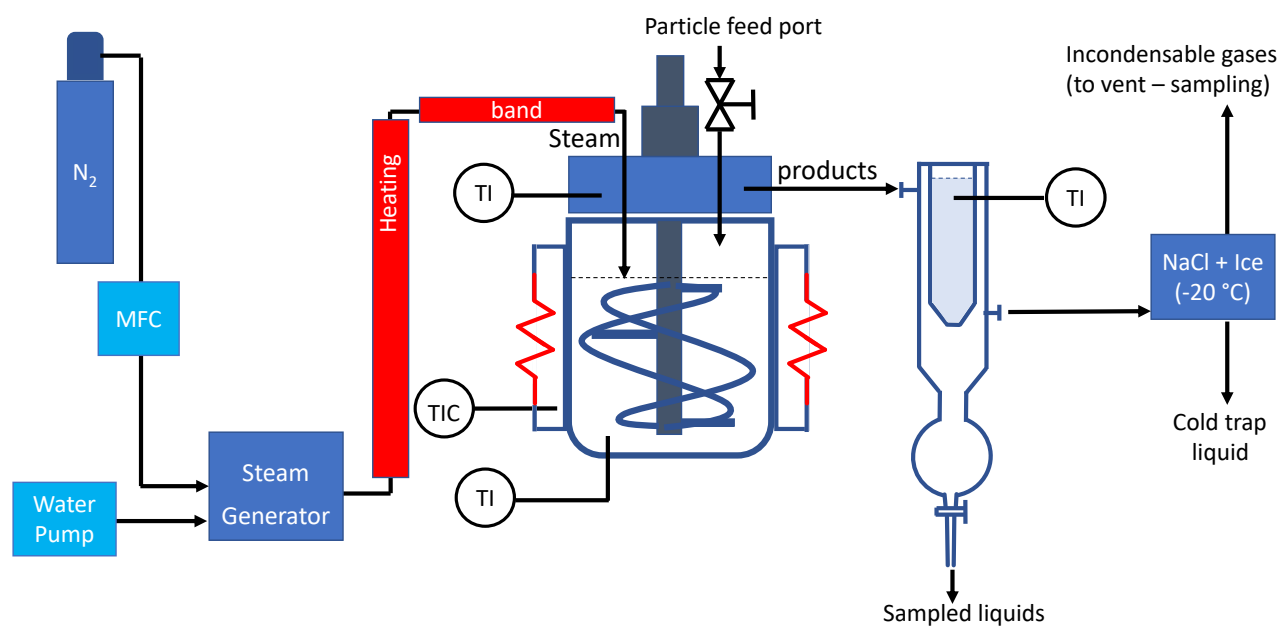 Particle feed port
Incondensable gases
(to vent – sampling)
band
Steam
N2
Heating
TI
products
TI
NaCl + Ice
(-20 °C)
MFC
TIC
Cold trap
liquid
Steam
Generator
TI
Water
Pump
Sampled liquids